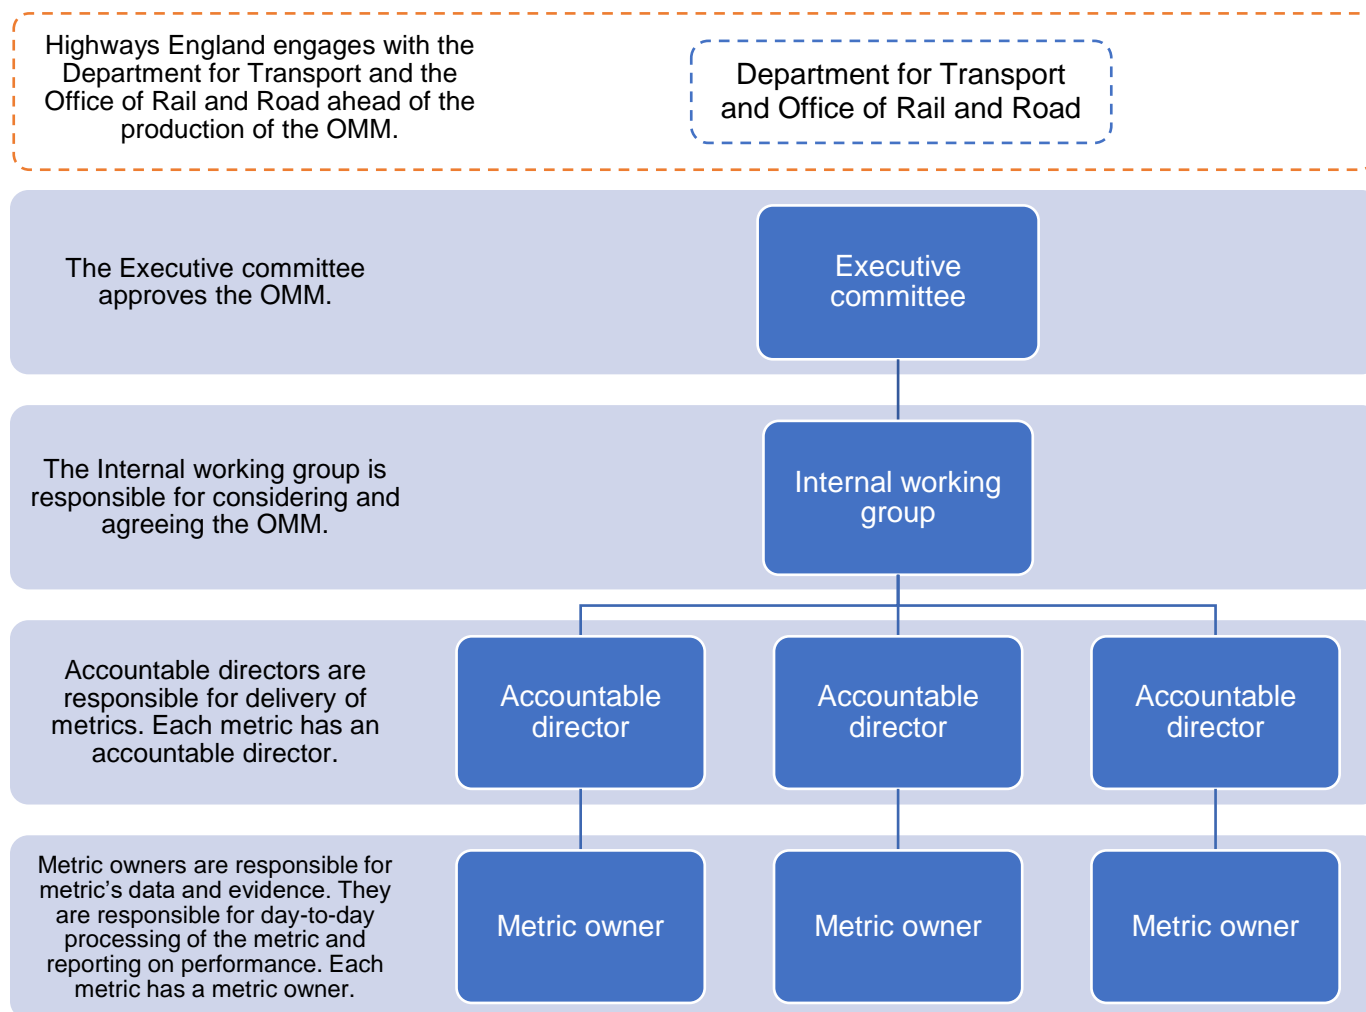 Highways England engages with the
Department for Transport and the
Office of Rail and Road ahead of the
production of the OMM.
Department for Transport
and Office of Rail and Road
The Executive committee
approves the OMM.
Executive
committee
The Internal working group is
responsible for considering and
agreeing the OMM.
Internal working
group
Accountable directors are
responsible for delivery of
metrics. Each metric has an
accountable director.
Accountable
director
Accountable
director
Accountable
director
Metric owners are responsible for
metric’s data and evidence. They
are responsible for day-to-day
processing of the metric and
reporting on performance. Each
metric has a metric owner.
Metric owner
Metric owner
Metric owner